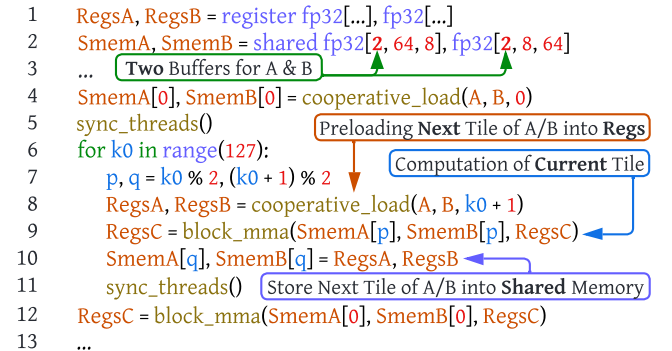 1 RegsA, RegsB = register fp32[...], fp32[...]
2 SmemA, SmemB = shared fp32[2, 64, 8], fp32[2, 8, 64]
3 ... Two Buffers for A & B
4 SmemA[0], SmemB[0] = cooperative_load(A, B, 0)
5 sync_threads() Preloading Next Tile of A/B into Regs
6 for k0 in range(127): Computation of Current Tile
7 p, q = k0 % 2, (k0 + 1) % 2
8 RegsA, RegsB = cooperative_load(A, B, k0 + 1)
9 RegsC = block_mma(SmemA[p], SmemB[p], RegsC)
10 SmemA[q], SmemB[q] = RegsA, RegsB
11 sync_threads() Store Next Tile of A/B into Shared Memory
12 RegsC = block_mma(SmemA[0], SmemB[0], RegsC)
13 ...